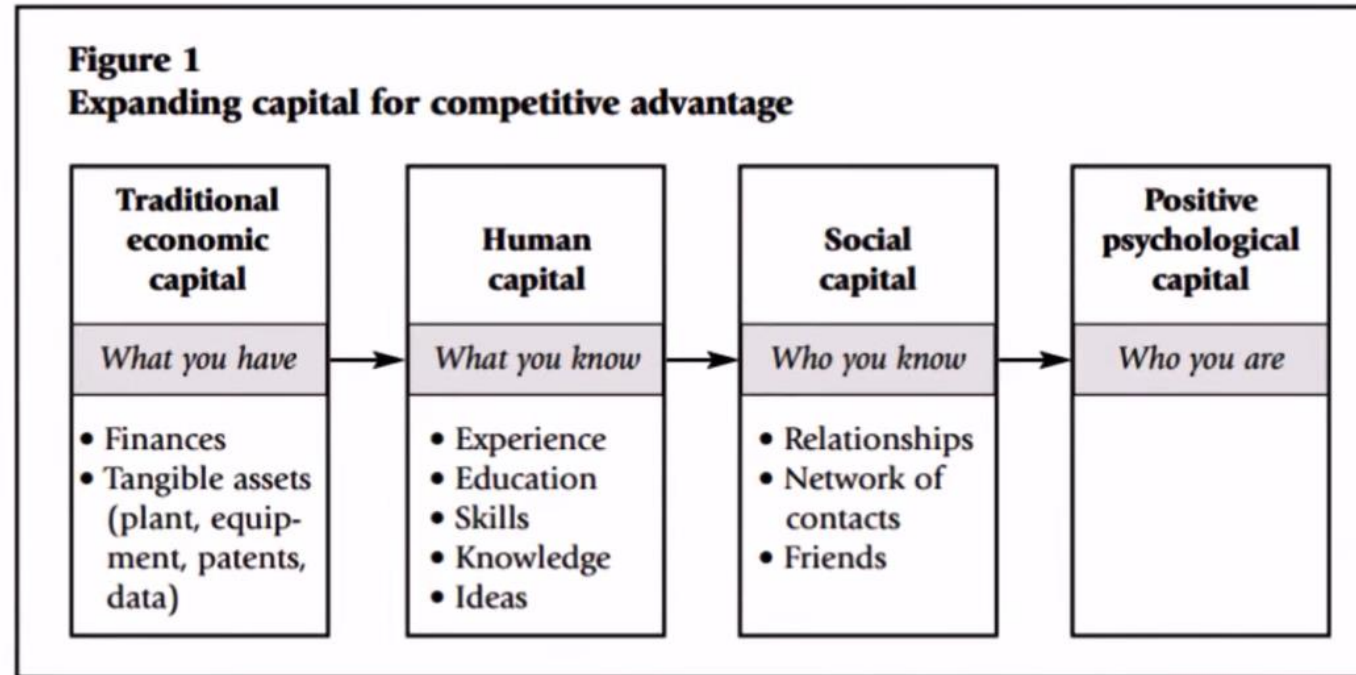 Figure 1
Expanding capital for competitive advantage
Traditional
economic
capital
What you have
• Finances
• Tangible assets
(plant, equip-
ment, patents,
data)
Human
capital
What you know
• Experience
• Education
• Skills
• Knowledge
• Ideas
Social
capital
Who you know
• Relationships
• Network of
contacts
• Friends
Positive
psychological
capital
Who you are